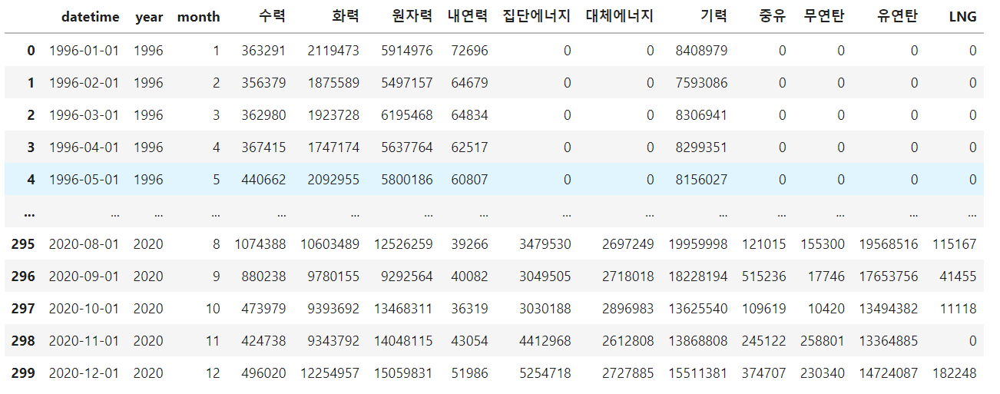 datetime year month 수력 화력 원자력 내연력 집단에너지 대체에너지 기력 중유 무연탄 유연탄 LNG
0 1996-01-01 1996 1 363291 2119473 5914976 72696 0 0 8408979 0 0 0 0
1 1996-02-01 1996 2 356379 1875589 5497157 64679 0 0 7593086 0 0 0 0
2 1996-03-01 1996 3 362980 1923728 6195468 64834 0 0 8306941 0 0 0 0
3 1996-04-01 1996 4 367415 1747174 5637764 62517 0 0 8299351 0 0 0 0
4 1996-05-01 1996 5 440662 2092955 5800186 60807 0 0 8156027 0 0 0 0
... ... ... ... ... ... ... ... ... ... ... ... ... ... ...
295 2020-08-01 2020 8 1074388 10603489 12526259 39266 3479530 2697249 19959998 121015 155300 19568516 115167
296 2020-09-01 2020 9 880238 9780155 9292564 40082 3049505 2718018 18228194 515236 17746 17653756 41455
297 2020-10-01 2020 10 473979 9393692 13468311 36319 3030188 2896983 13625540 109619 10420 13494382 11118
298 2020-11-01 2020 11 424738 9343792 14048115 43054 4412968 2612808 13868808 245122 258801 13364885 0
299 2020-12-01 2020 12 496020 12254957 15059831 51986 5254718 2727885 15511381 374707 230340 14724087 182248